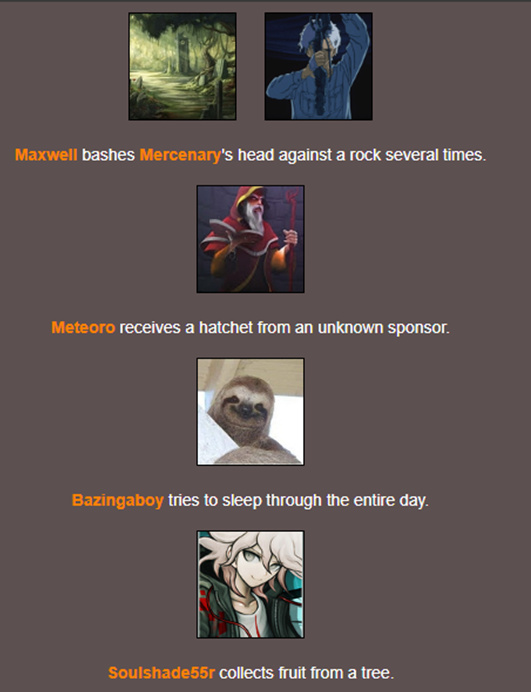 Maxwell bashes Mercenary's head against a rock several times.
Meteoro receives a hatchet from an unknown sponsor.
Bazingaboy tries to sleep through the entire day.
Soulshade55r collects fruit from a tree.